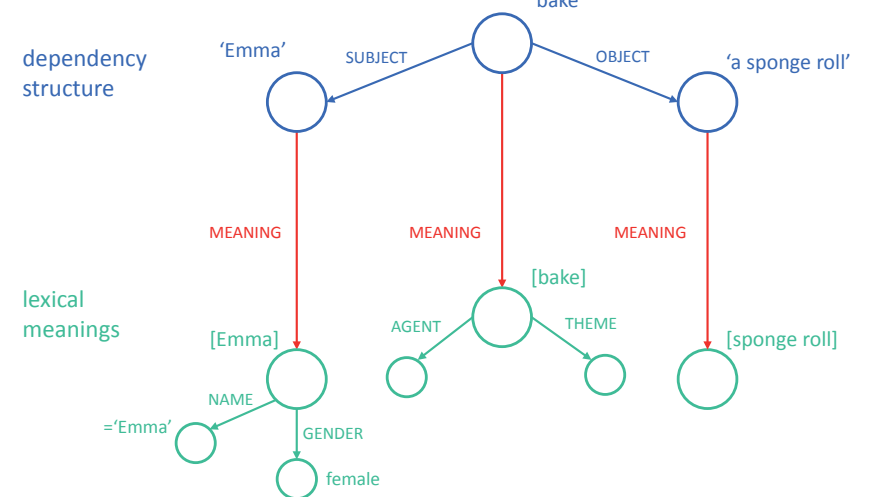 bake
'Emma'
SUBJECT
OBJECT
'a sponge roll'
dependency
structure
MEANING
MEANING
MEANING
[bake]
lexical
meanings
AGENT
THEME
[Emma]
[sponge roll]
NAME
='Emma'
GENDER
female